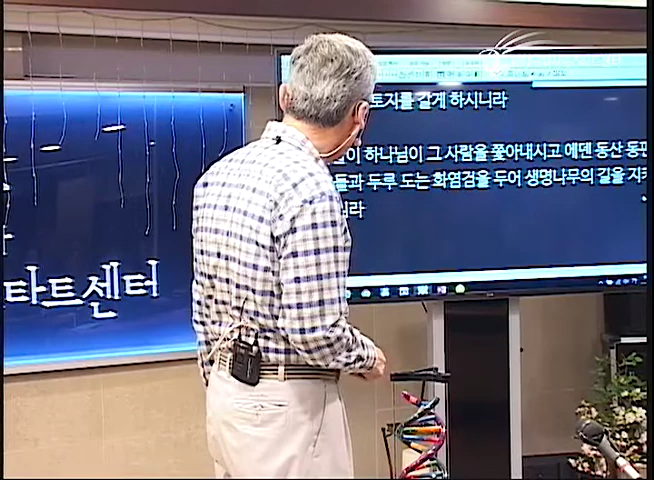 토지를 갈게 하시니라
이 하나님이 그 사람을 쫓아내시고 에덴 동산 동편
들과 두루 도는 화염검을 두어 생명나무의 길을 지키
니라
타트센터